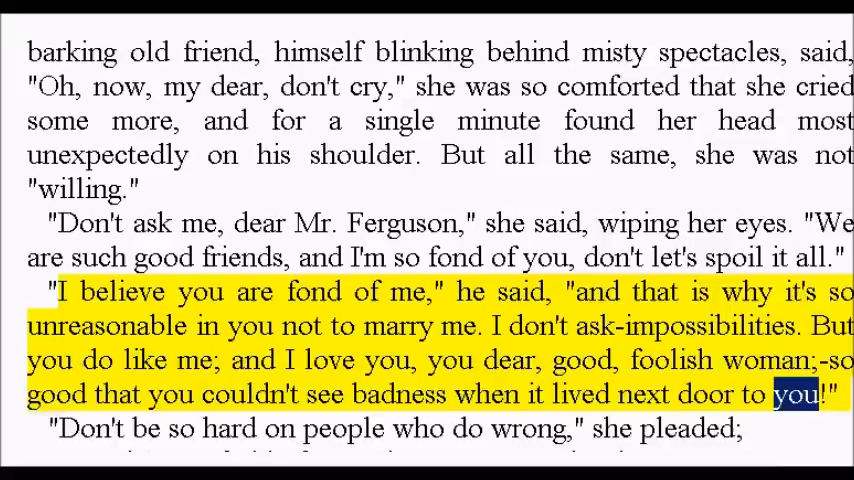 barking old friend, himself blinking behind misty spectacles, said,
"Oh, now, my dear, don't cry," she was so comforted that she cried
some more, and for a single minute found her head most
unexpectedly on his shoulder. But all the same, she was not
"willing."
"Don't ask me, dear Mr. Ferguson," she said, wiping her eyes. "We
are such good friends, and I'm so fond of you, don't let's spoil it all."
"I believe you are fond of me," he said, "and that is why it's so
unreasonable in you not to marry me. I don't ask-impossibilities. But
you do like me; and I love you, you dear, good, foolish woman;-so
good that you couldn't see badness when it lived next door to you!"
"Don't be so hard on people who do wrong," she pleaded;